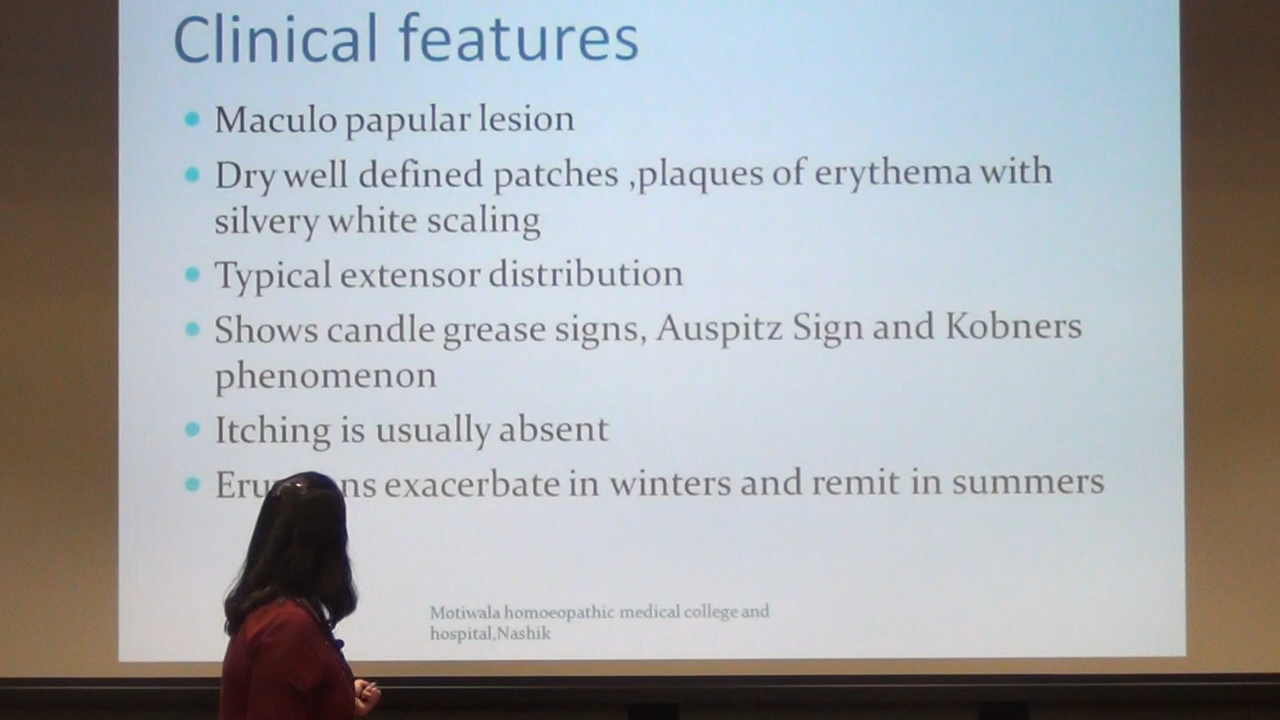 Clinical features
Maculo papular lesion
Dry well defined patches ,plaques of erythema with
silvery white scaling
Typical extensor distribution
Shows candle grease signs, Auspitz Sign and Kobners
phenomenon
Itching is usually absent
exacerbate in winters and remit in summers
Motiwala homoeopathic medical college and
hospital,Nashik